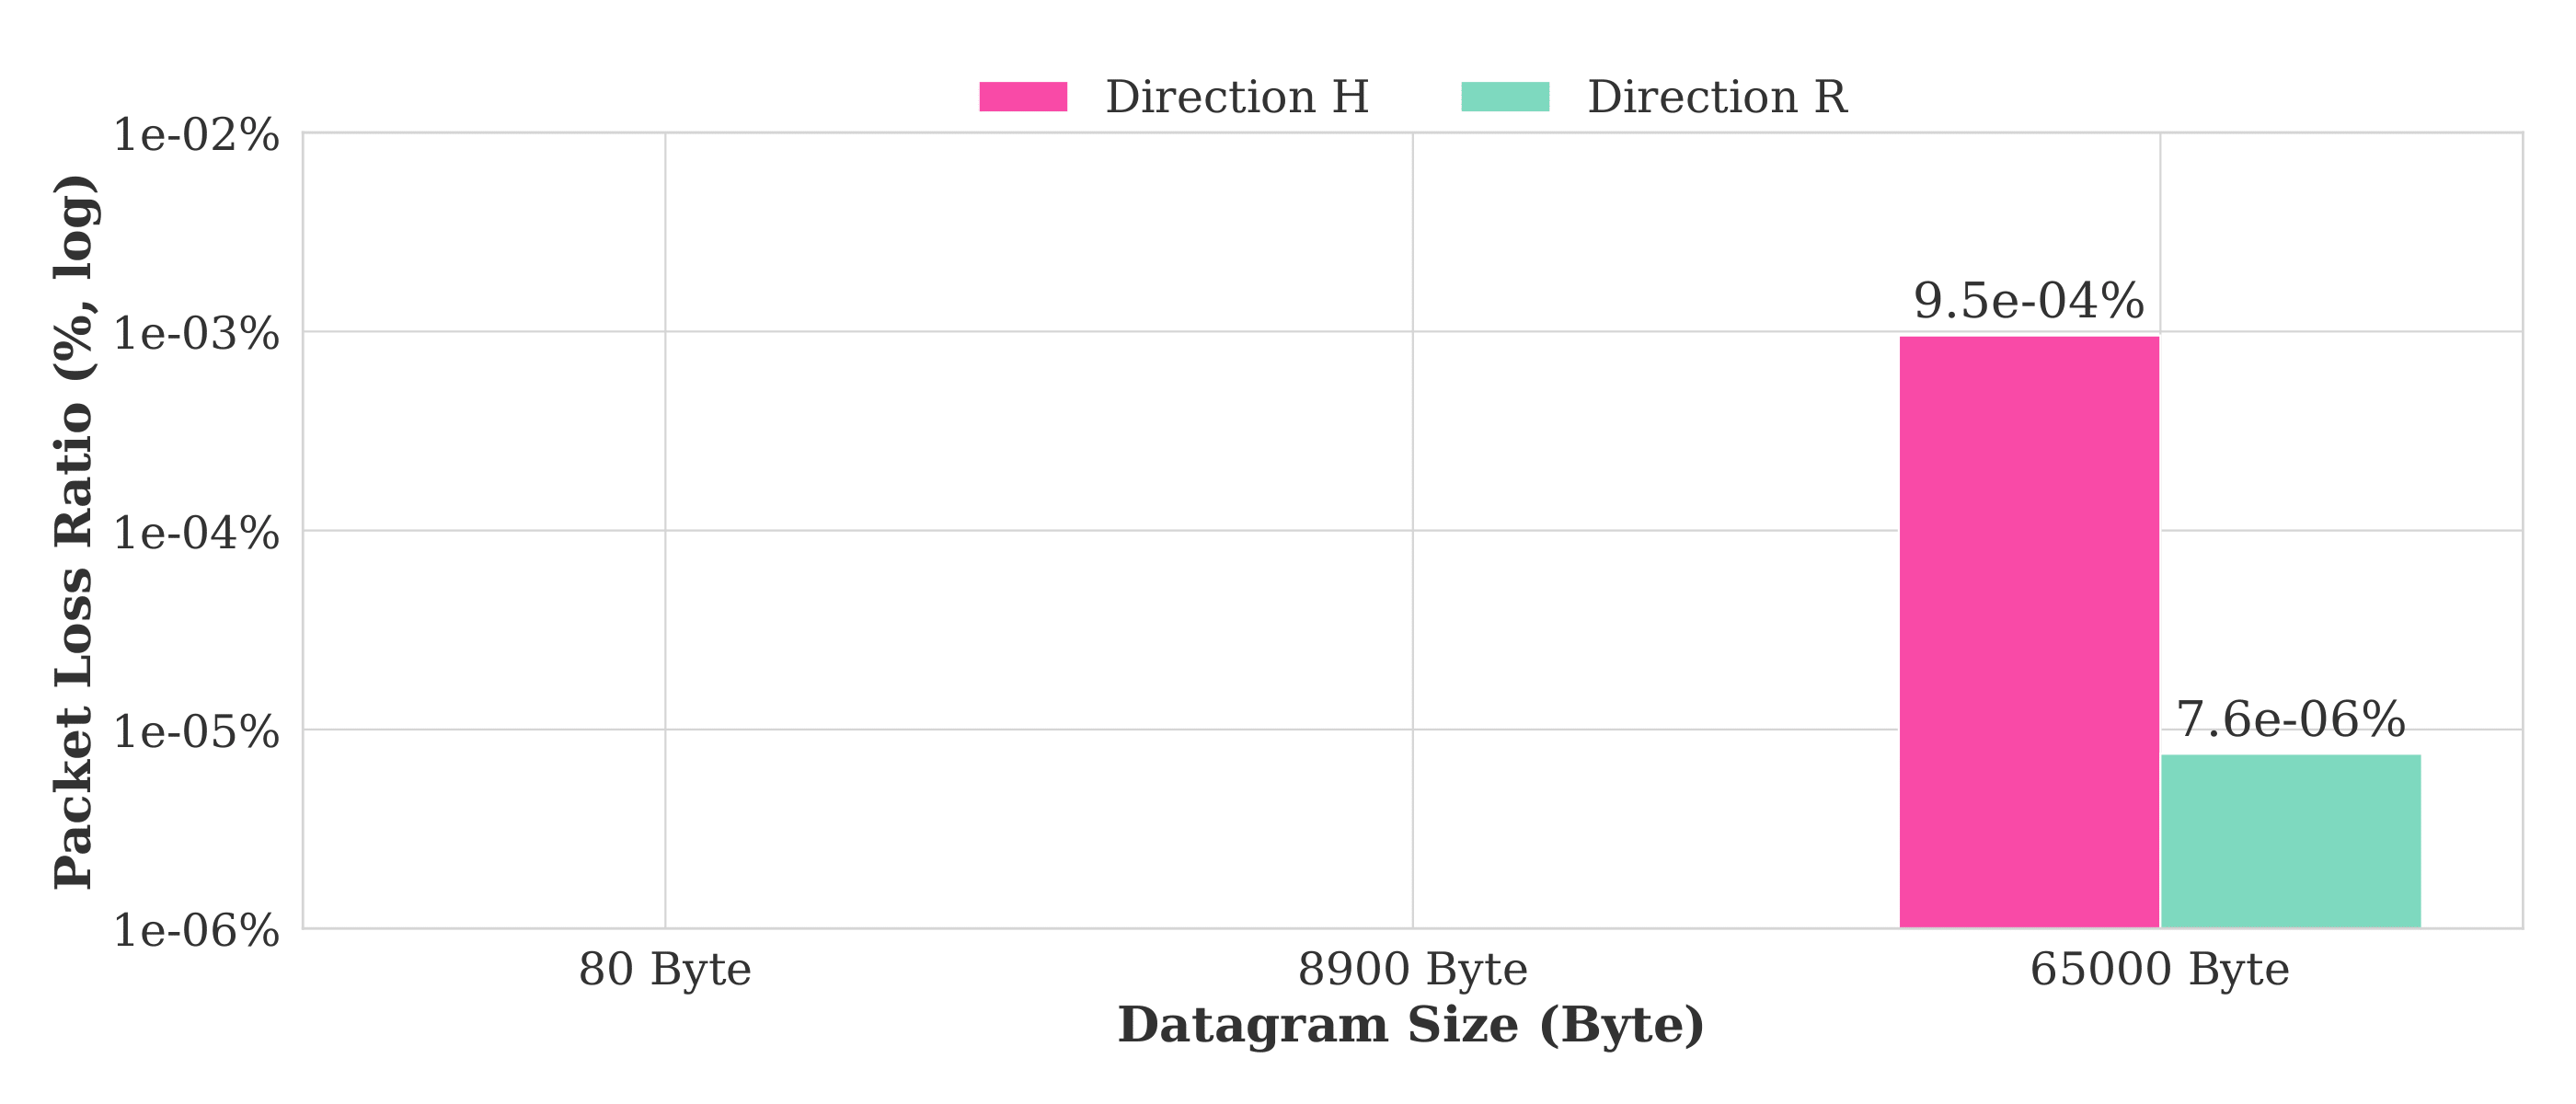 Direction H
Direction R
Packet Loss Ratio (%, log)
1e-02%
1e-03%
1e-04%
1e-05%
1e-06%
9.5e-04%
7.6e-06%
80 Byte
8900 Byte
65000 Byte
Datagram Size (Byte)